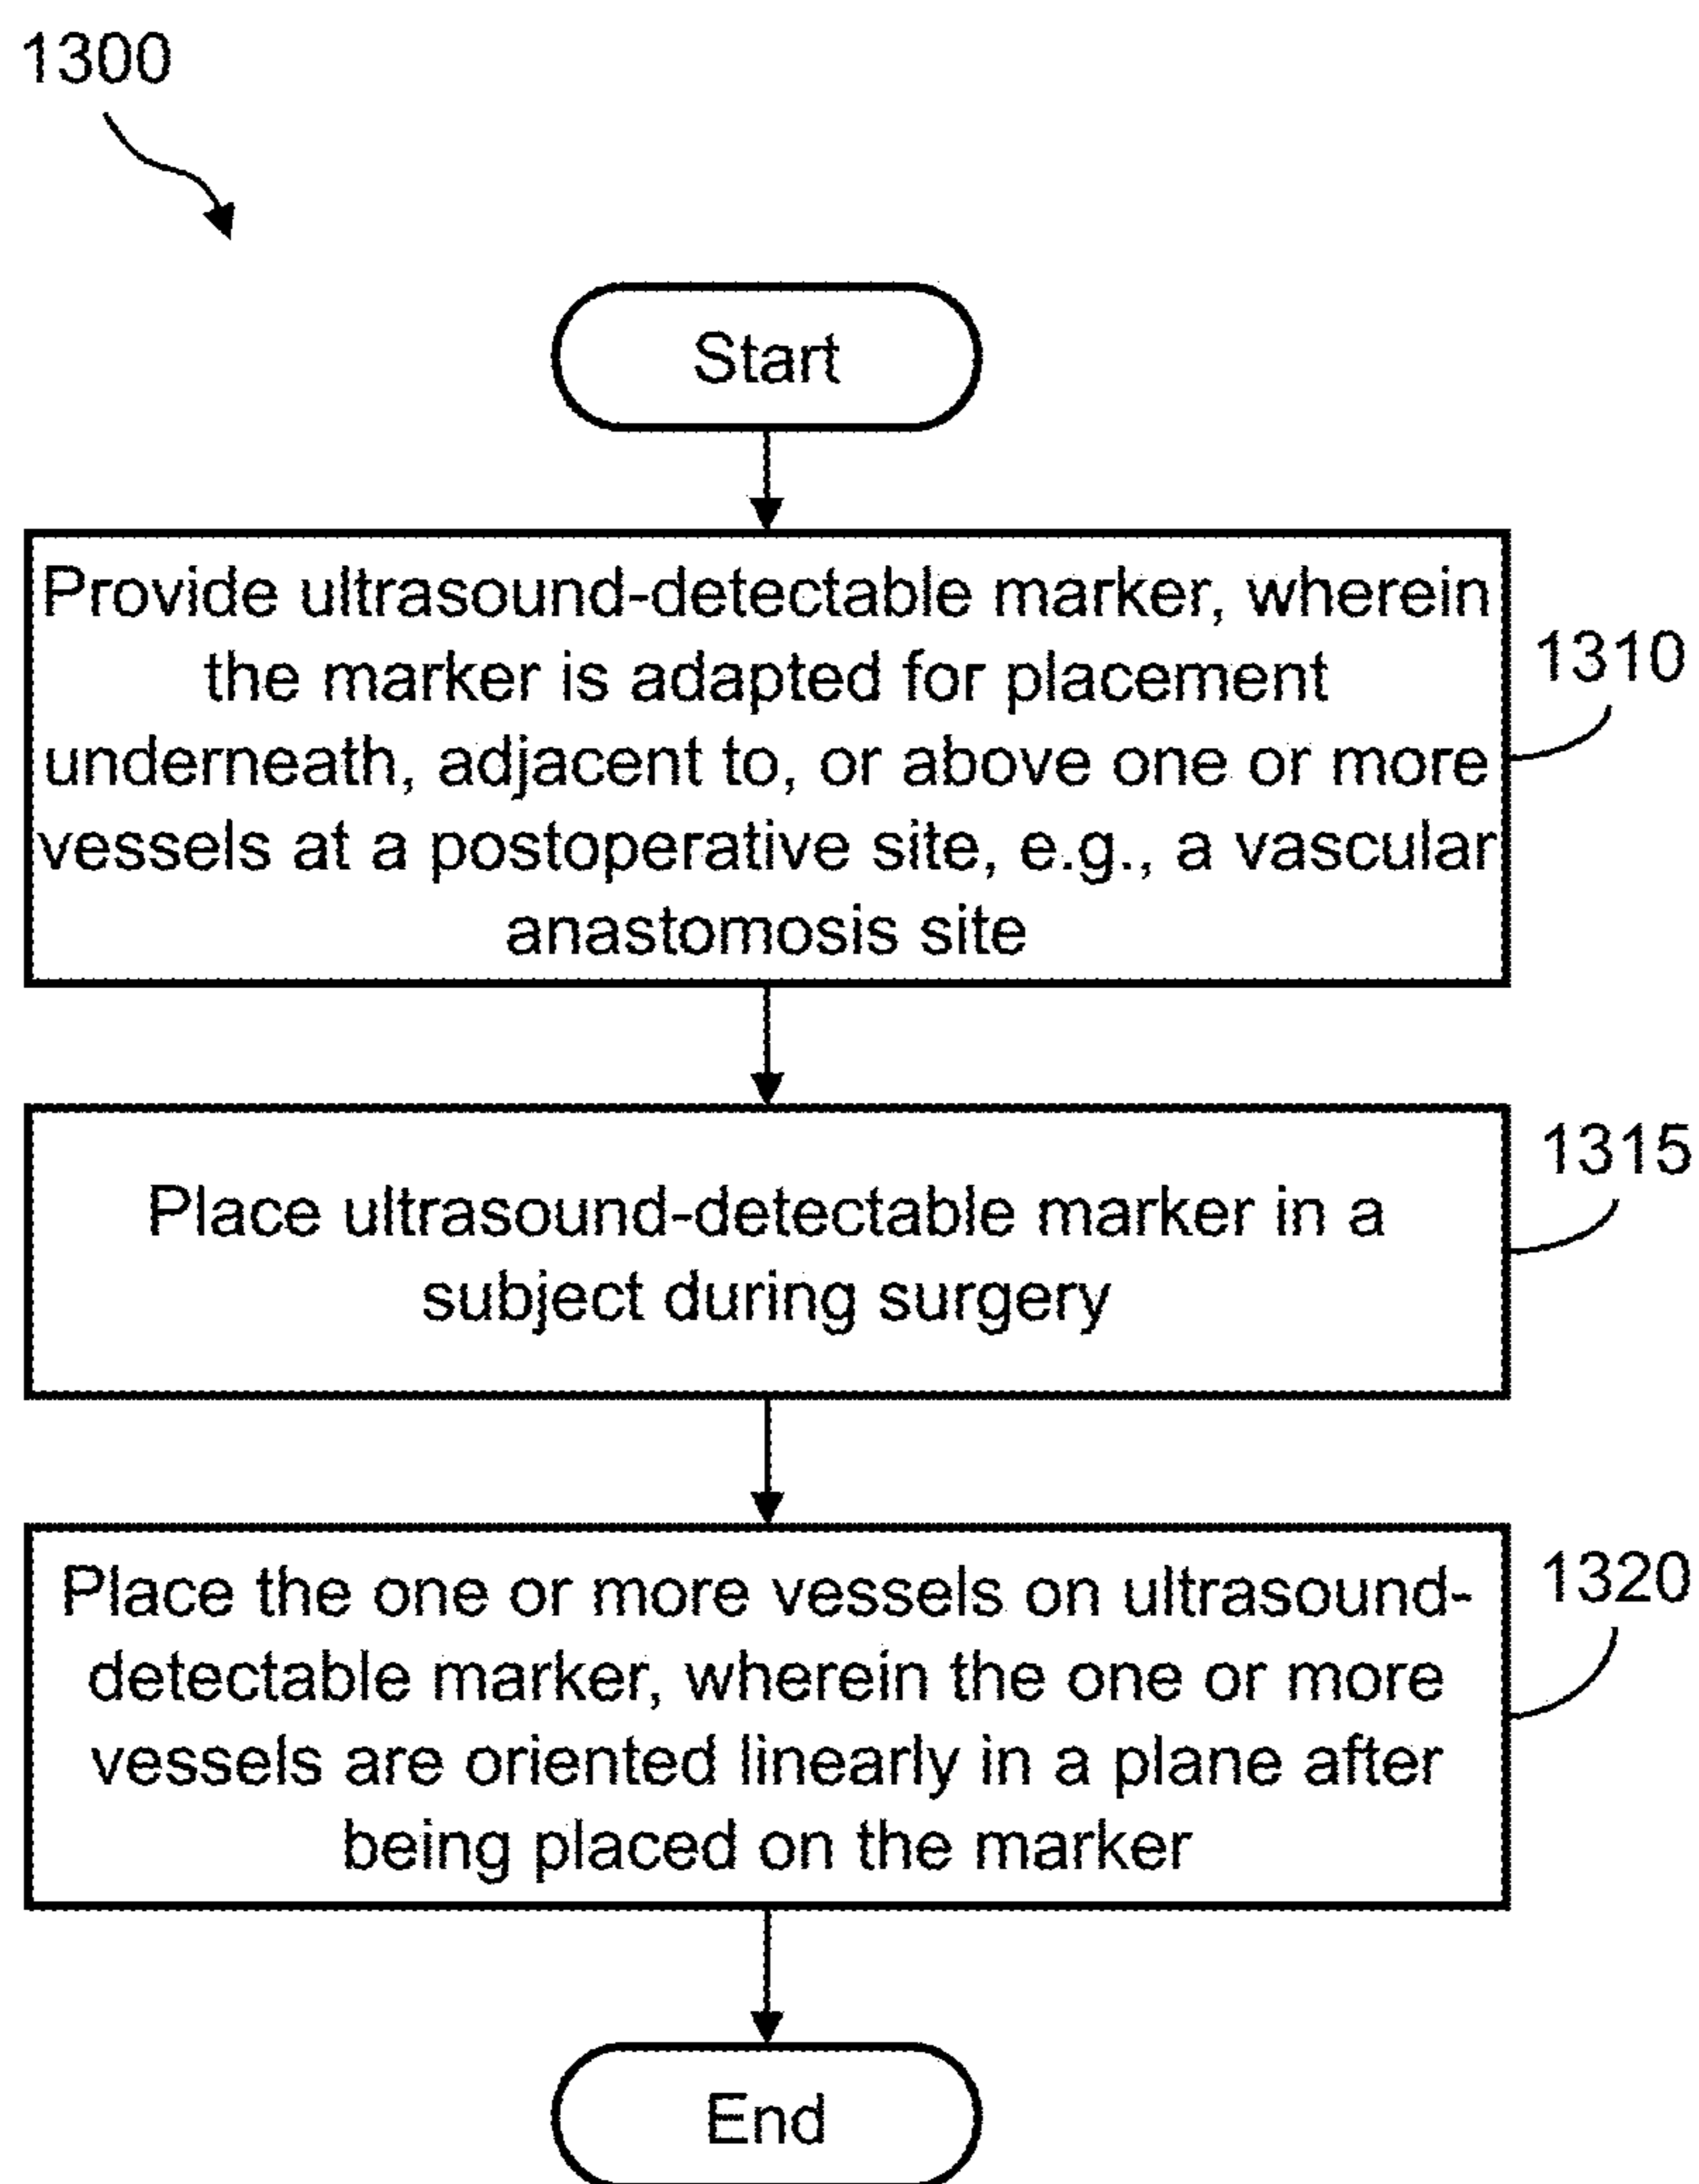 1300
Start
Provide ultrasound-detectable marker, wherein
the marker is adapted for placement
underneath, adjacent to, or above one or more
vessels at a postoperative site, e.g., a vascular
anastomosis site
1310
Place ultrasound-detectable marker in a
subject during surgery
1315
Place the one or more vessels on ultrasound-
detectable marker, wherein the one or more
vessels are oriented linearly in a plane after
being placed on the marker
1320
End